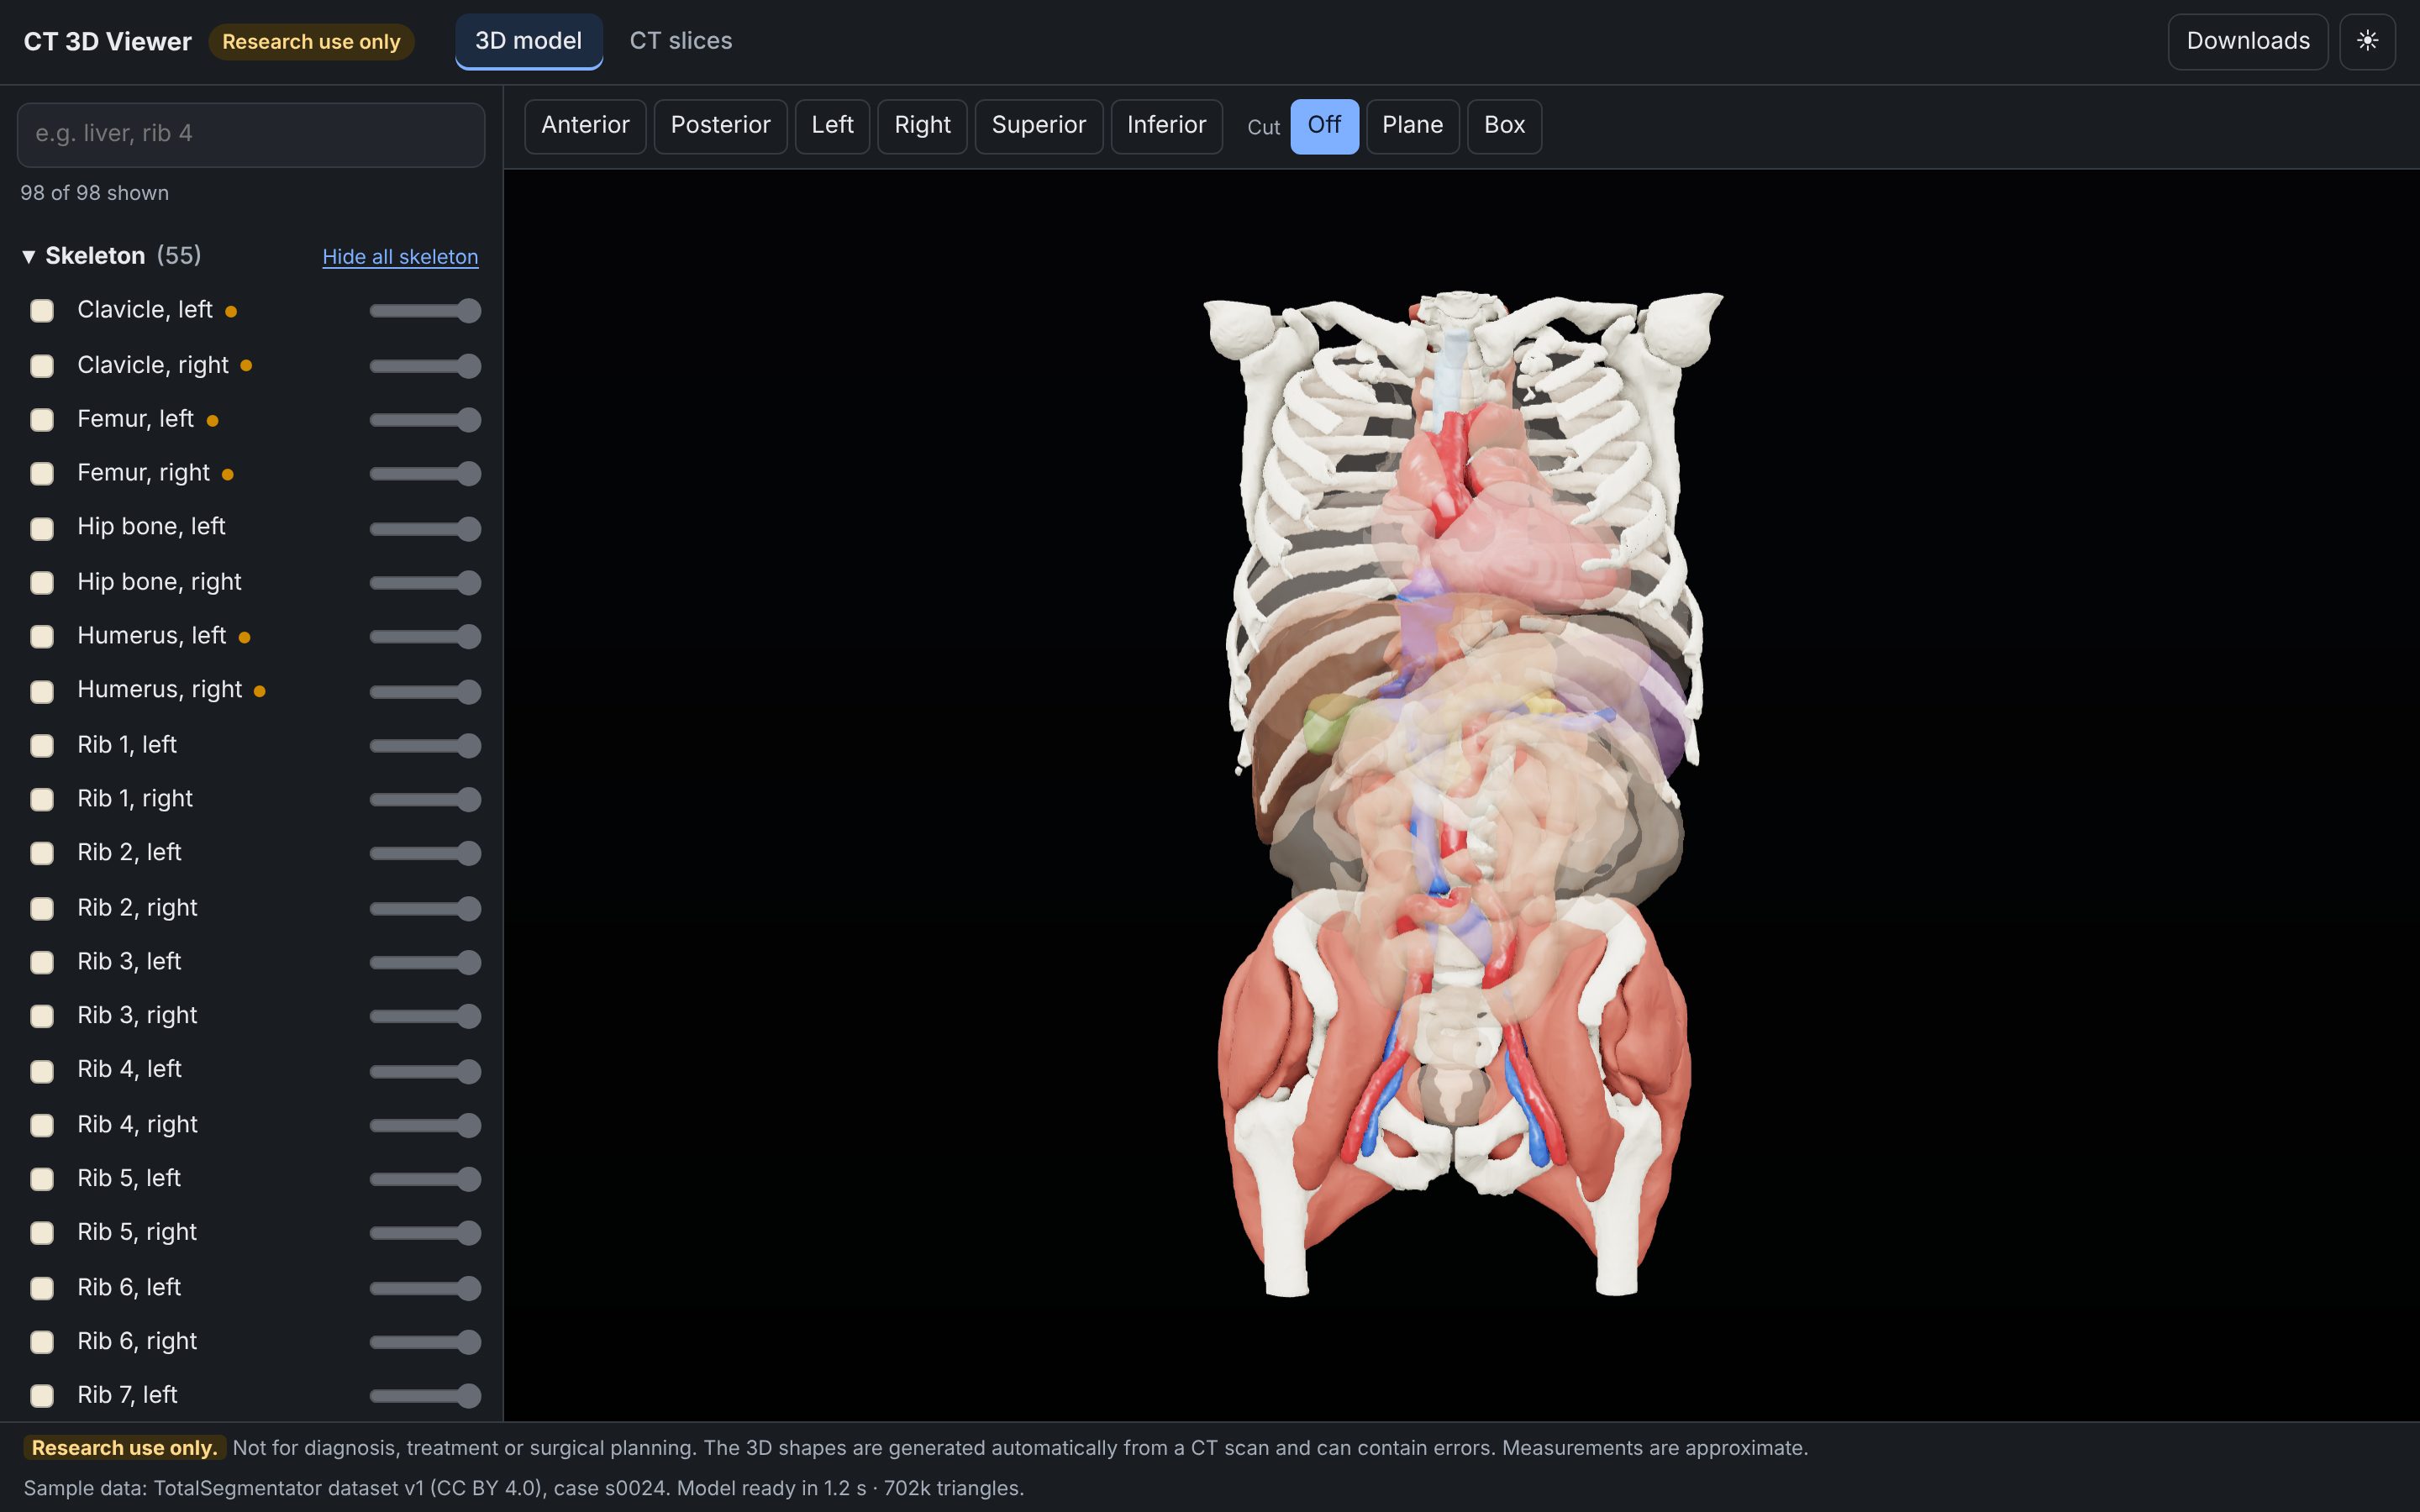 CT 3D Viewer Research use only 3D model CT slices Downloads
e.g. liver, rib 4
Anterior Posterior Left Right Superior Inferior Cut Off Plane Box
98 of 98 shown
▼ Skeleton (55) Hide all skeleton
Clavicle, left
Clavicle, right
Femur, left
Femur, right
Hip bone, left
Hip bone, right
Humerus, left
Humerus, right
Rib 1, left
Rib 1, right
Rib 2, left
Rib 2, right
Rib 3, left
Rib 3, right
Rib 4, left
Rib 4, right
Rib 5, left
Rib 5, right
Rib 6, left
Rib 6, right
Rib 7, left
Research use only. Not for diagnosis, treatment or surgical planning. The 3D shapes are generated automatically from a CT scan and can contain errors. Measurements are approximate.
Sample data: TotalSegmentator dataset v1 (CC BY 4.0), case s0024. Model ready in 1.2 s · 702k triangles.